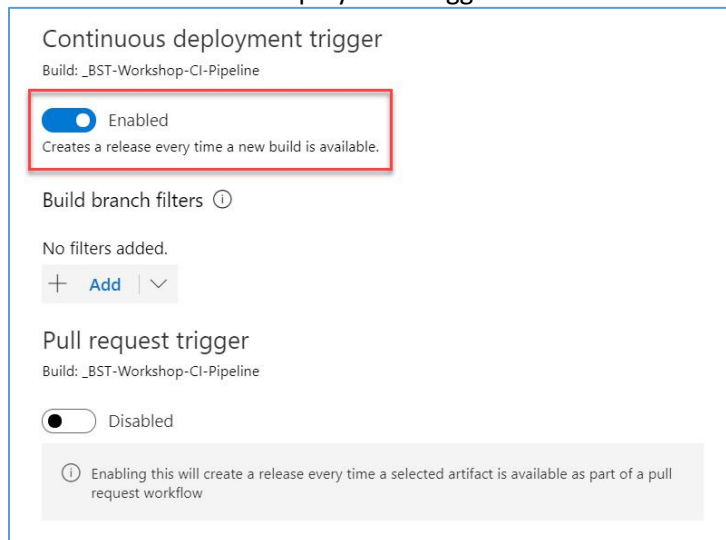 Continuous deployment trigger
Build: _BST-Workshop-CI-Pipeline
Enabled
Creates a release every time a new build is available.
Build branch filters
No filters added.
Add
Pull request trigger
Build: _BST-Workshop-CI-Pipeline
Disabled
Enabling this will create a release every time a selected artifact is available as part of a pull
request workflow